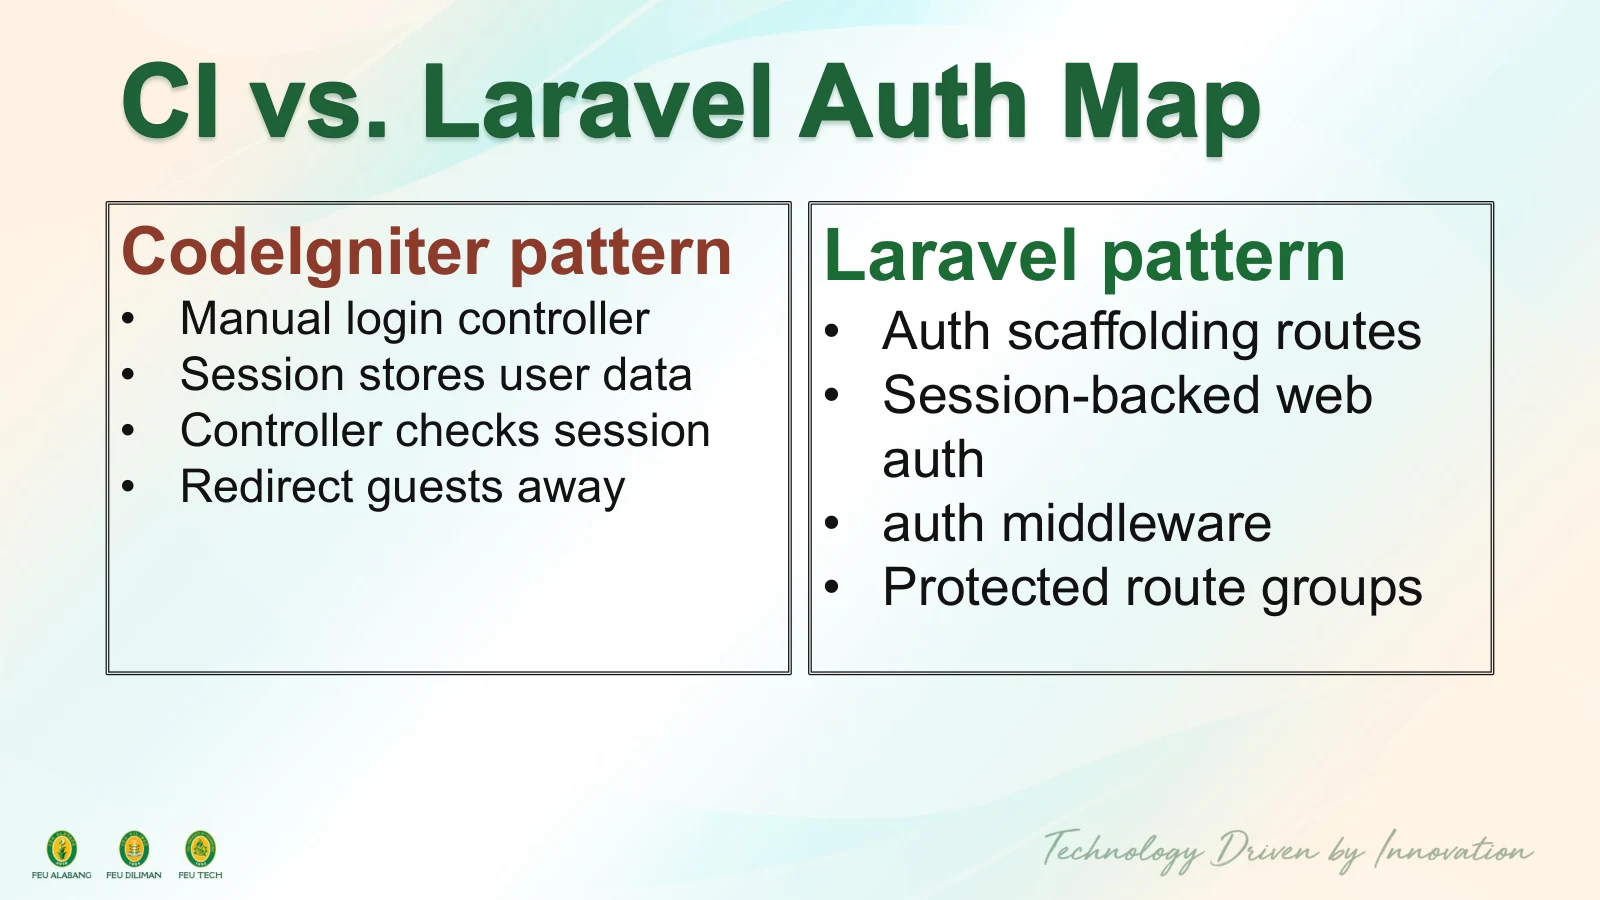 CI vs. Laravel Auth Map
CodeIgniter pattern
• Manual login controller
• Session stores user data
• Controller checks session
• Redirect guests away
Laravel pattern
• Auth scaffolding routes
• Session-backed web
auth
• auth middleware
• Protected route groups
FEU ALABANG
FEU DILIMAN
FEU TECH
Technology Driven by Innovation